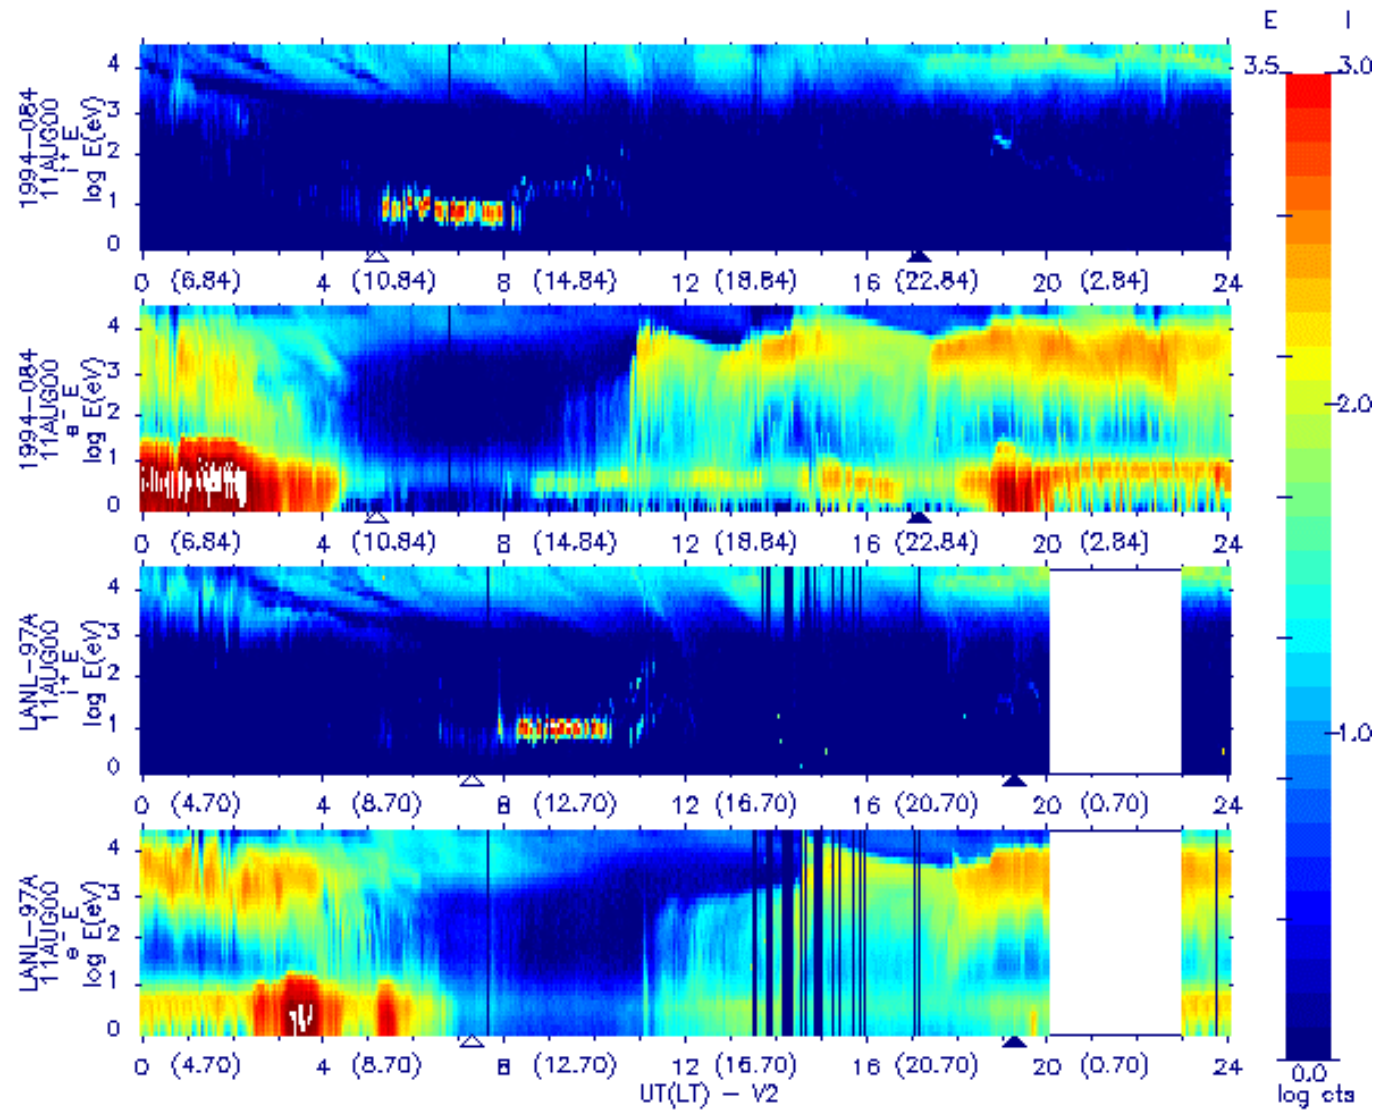 E I
3.5 3.0
2.0
1.0
0.0
log cts
1994-084
11AUG00
i+ E
log E(eV)
4
3
2
1
0
0 (6.84) 4 (10.84) 8 (14.84) 12 (18.84) 16 (22.84) 20 (2.84) 24
1994-084
11AUG00
e- E
log E(eV)
4
3
2
1
0
0 (6.84) 4 (10.84) 8 (14.84) 12 (18.84) 16 (22.84) 20 (2.84) 24
LANL-97A
11AUG00
i+ E
log E(eV)
4
3
2
1
0
0 (4.70) 4 (8.70) 8 (12.70) 12 (16.70) 16 (20.70) 20 (0.70) 24
LANL-97A
11AUG00
e- E
log E(eV)
4
3
2
1
0
0 (4.70) 4 (8.70) 8 (12.70) 12 (16.70) 16 (20.70) 20 (0.70) 24
UT(LT) - V2